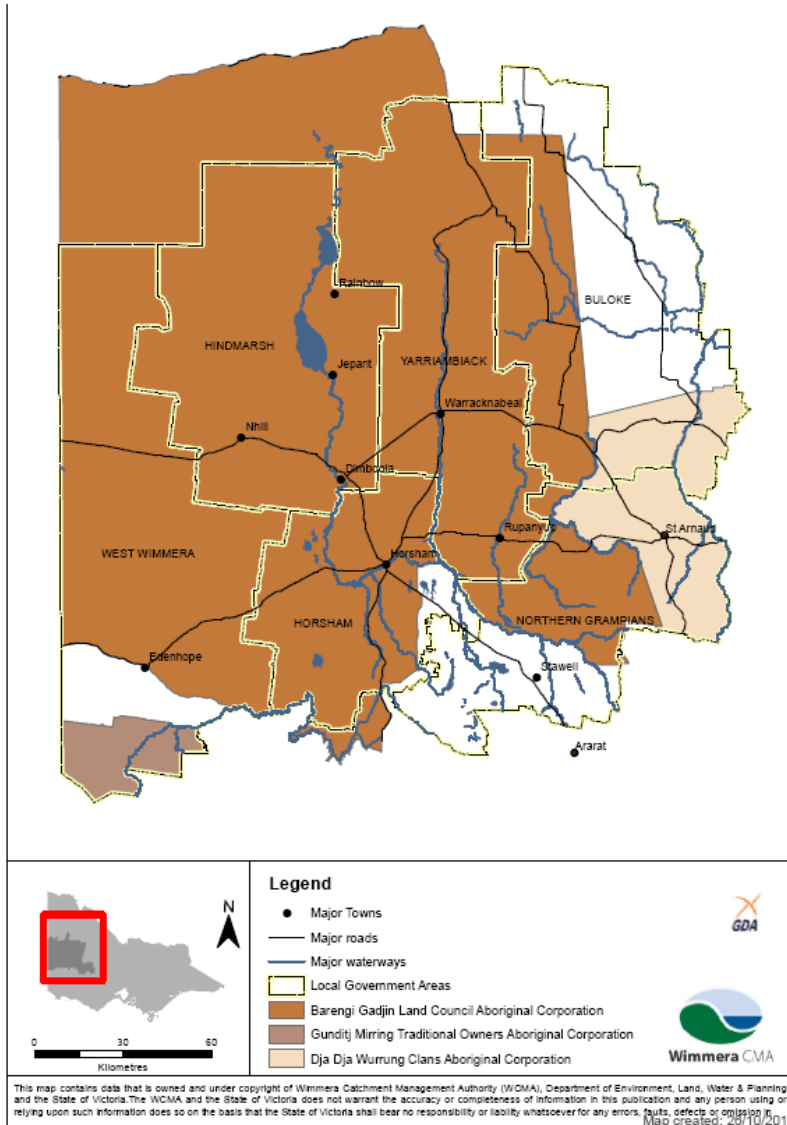 Rainbow
BULOKE
HINDMARSH
YARRIAMBIACK
Jeparit
Warracknabeal
Nhill
Dimboola
St Arnaud
Rupanyup
WEST WIMMERA
Horsham
HORSHAM
NORTHERN GRAMPIANS
Edenhope
Stawell
Ararat
Legend
N
Major Towns
GDA
Major roads
Major waterways
Local Government Areas
Barengi Gadjin Land Council Aboriginal Corporation
Gunditj Mirring Traditional Owners Aboriginal Corporation
0 30 60
Kilometres
Dja Dja Wurrung Clans Aboriginal Corporation
Wimmera CMA
This map contains data that is owned and under copyright of Wimmera Catchment Management Authority (WCMA), Department of Environment, Land, Water & Planning
and the State of Victoria.The WCMA and the State of Victoria does not warrant the accuracy or completeness of information in this publication and any person using or
relying upon such information does so on the basis that the State of Victoria shall bear no responsibility or liability whatsoever for any errors, faults, defects or omission in
Map created: 28/10/201